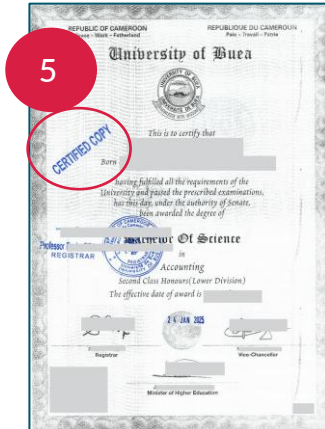 5
REPUBLIC OF CAMEROON
Peace - Work - Fatherland
REPUBLIQUE DU CAMEROUN
Paix - Travail - Patrie
University of Buea
UNIVERSITY OF BUEA
CERTIFIED COPY
This is to certify that
Born
having fulfilled all the requirements of the
University and passed the prescribed examinations,
has this day, under the authority of Senate,
been awarded the degree of
Bachelor Of Science
Professor
REGISTRAR
in
Accounting
Second Class Honours (Lower Division)
The effective date of award is
JAN 2025
Registrar
Vice-Chancellor
Minister of Higher Education